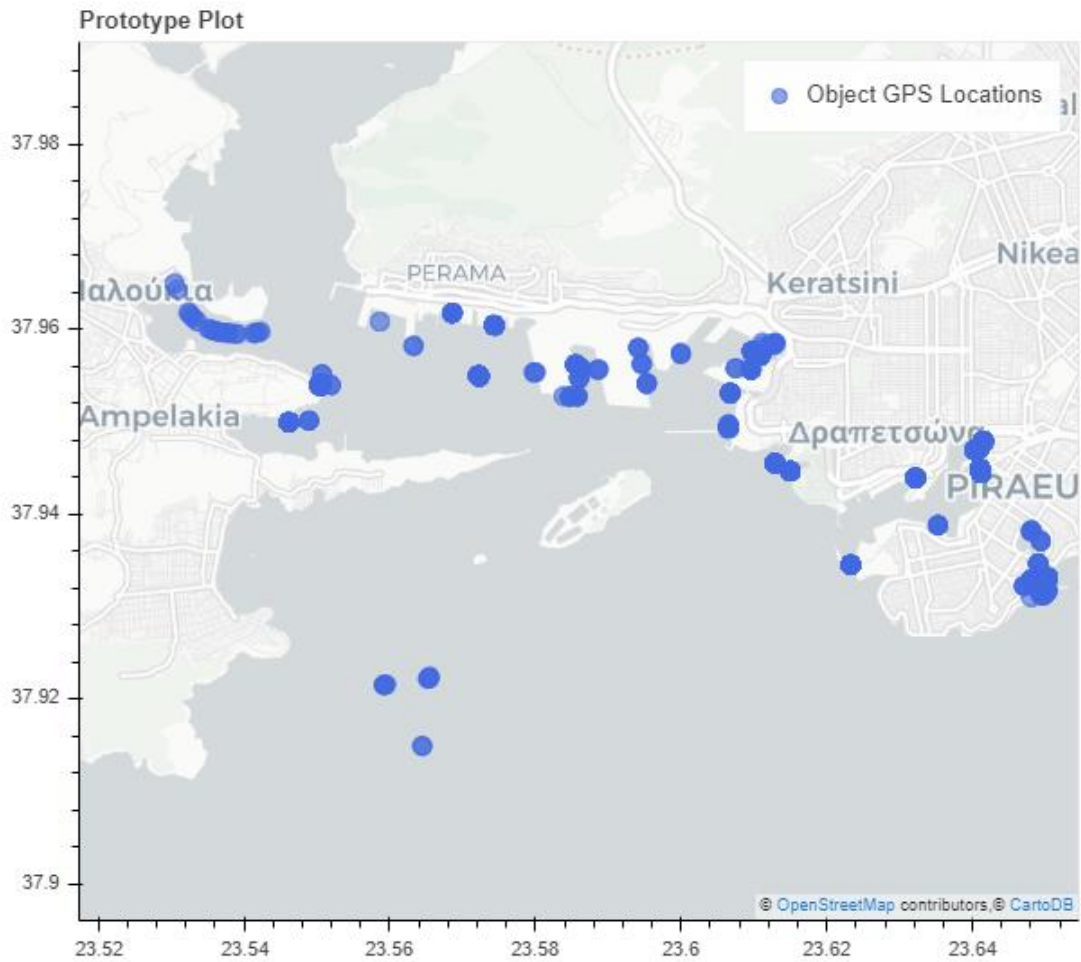 Prototype Plot
Object GPS Locations
37.98
Nikea
PERAMA
Keratsini
37.96
Ampelakia
Δραπετσώνα
PIRAEU
37.94
37.92
37.9
© OpenStreetMap contributors,© CartoDB
23.52 23.54 23.56 23.58 23.6 23.62 23.64